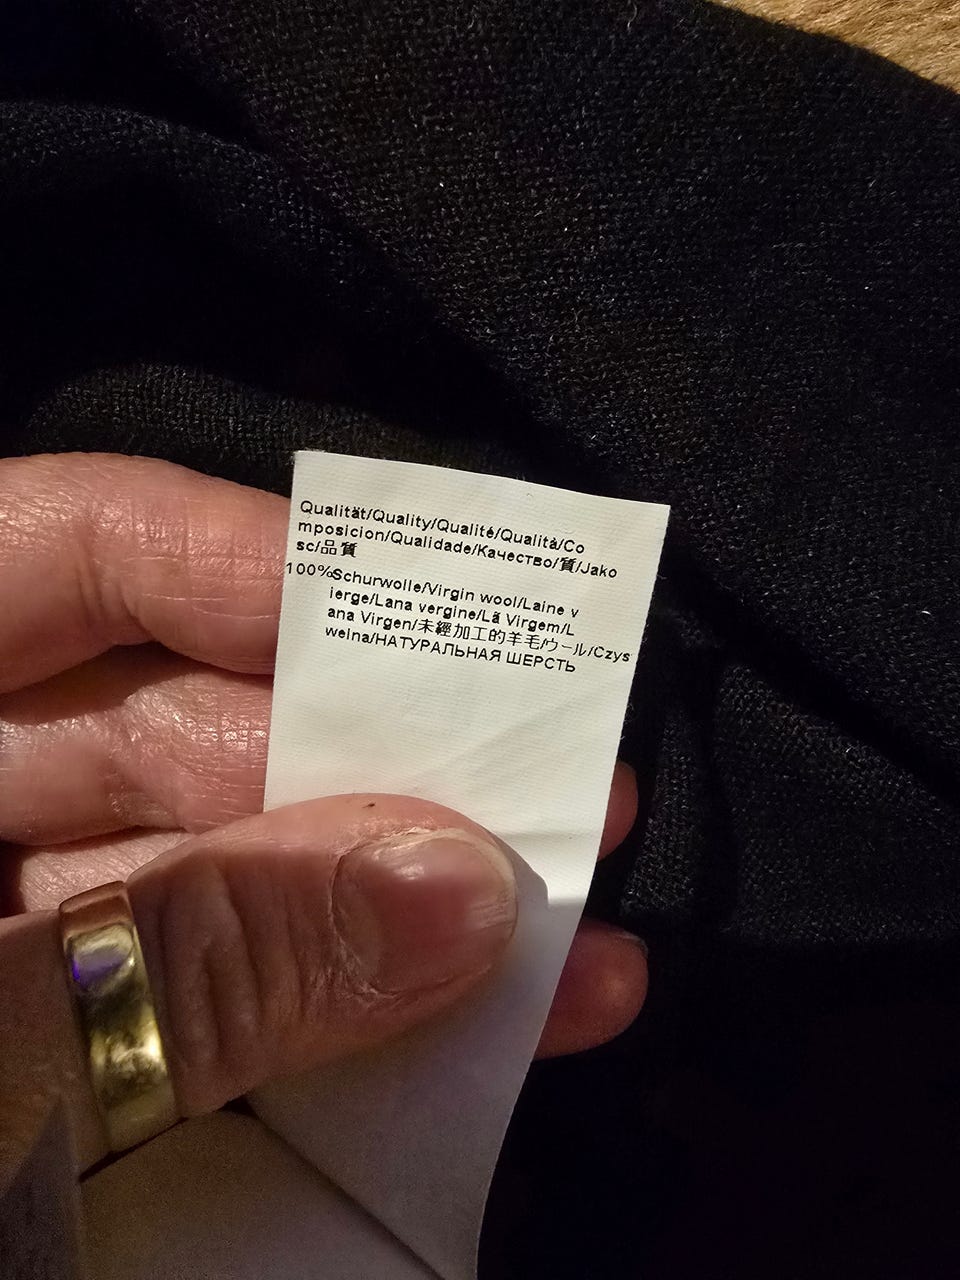 Qualität/Quality/Qualité/Qualità/Co
mposicion/Qualidade/Качество/質/Jako
sc/品質
100%Schurwolle/Virgin wool/Laine v
ierge/Lana vergine/Lã Virgem/L
ana Virgen/未經加工的羊毛/ウール/Czys
welna/НАТУРАЛЬНАЯ ШЕРСТЬ